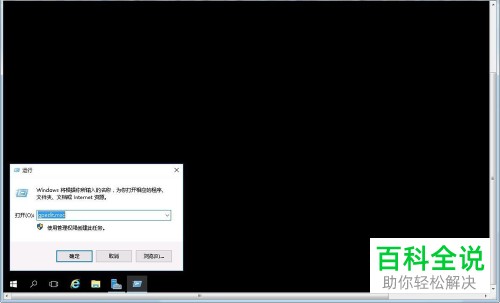 运行
Windows 将根据你所输入的名称，为你打开相应的程序、
文件夹、文档或 Internet 资源。
打开(O):
gpedit.msc
使用管理权限创建此任务。
确定
取消
浏览(B)...
百科全说
助你轻松解决